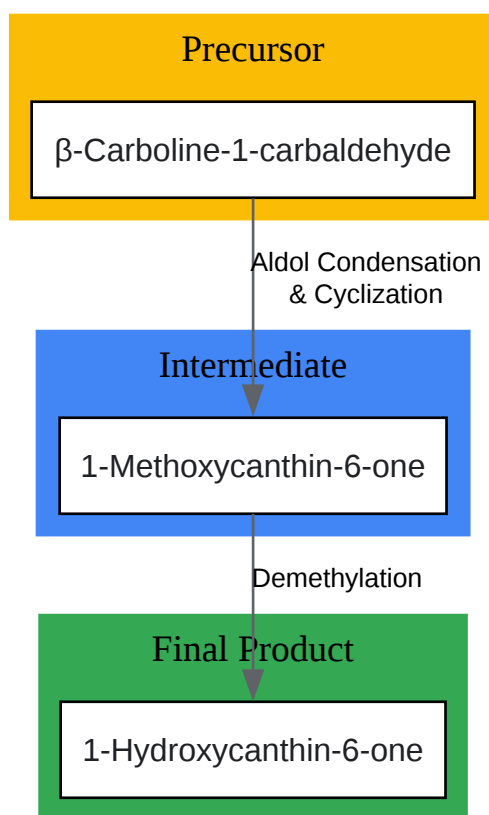 Precursor
β-Carboline-1-carbaldehyde
Aldol Condensation
& Cyclization
Intermediate
1-Methoxycanthin-6-one
Demethylation
Final Product
1-Hydroxycanthin-6-one